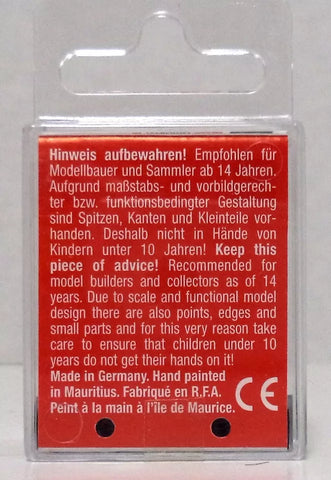 Hinweis aufbewahren! Empfohlen für
Modellbauer und Sammler ab 14 Jahren.
Aufgrund maßstabs- und vorbildgerech-
ter bzw. funktionsbedingter Gestaltung
sind Spitzen, Kanten und Kleinteile vor-
handen. Deshalb nicht in Hände von
Kindern unter 10 Jahren! Keep this
piece of advice! Recommended for
model builders and collectors as of 14
years. Due to scale and functional model
design there are also points, edges and
small parts and for this very reason take
care to ensure that children under 10
years do not get their hands on it!
Made in Germany. Hand painted
in Mauritius. Fabriqué en R.F.A.
Peint à la main à l'île de Maurice.
CE